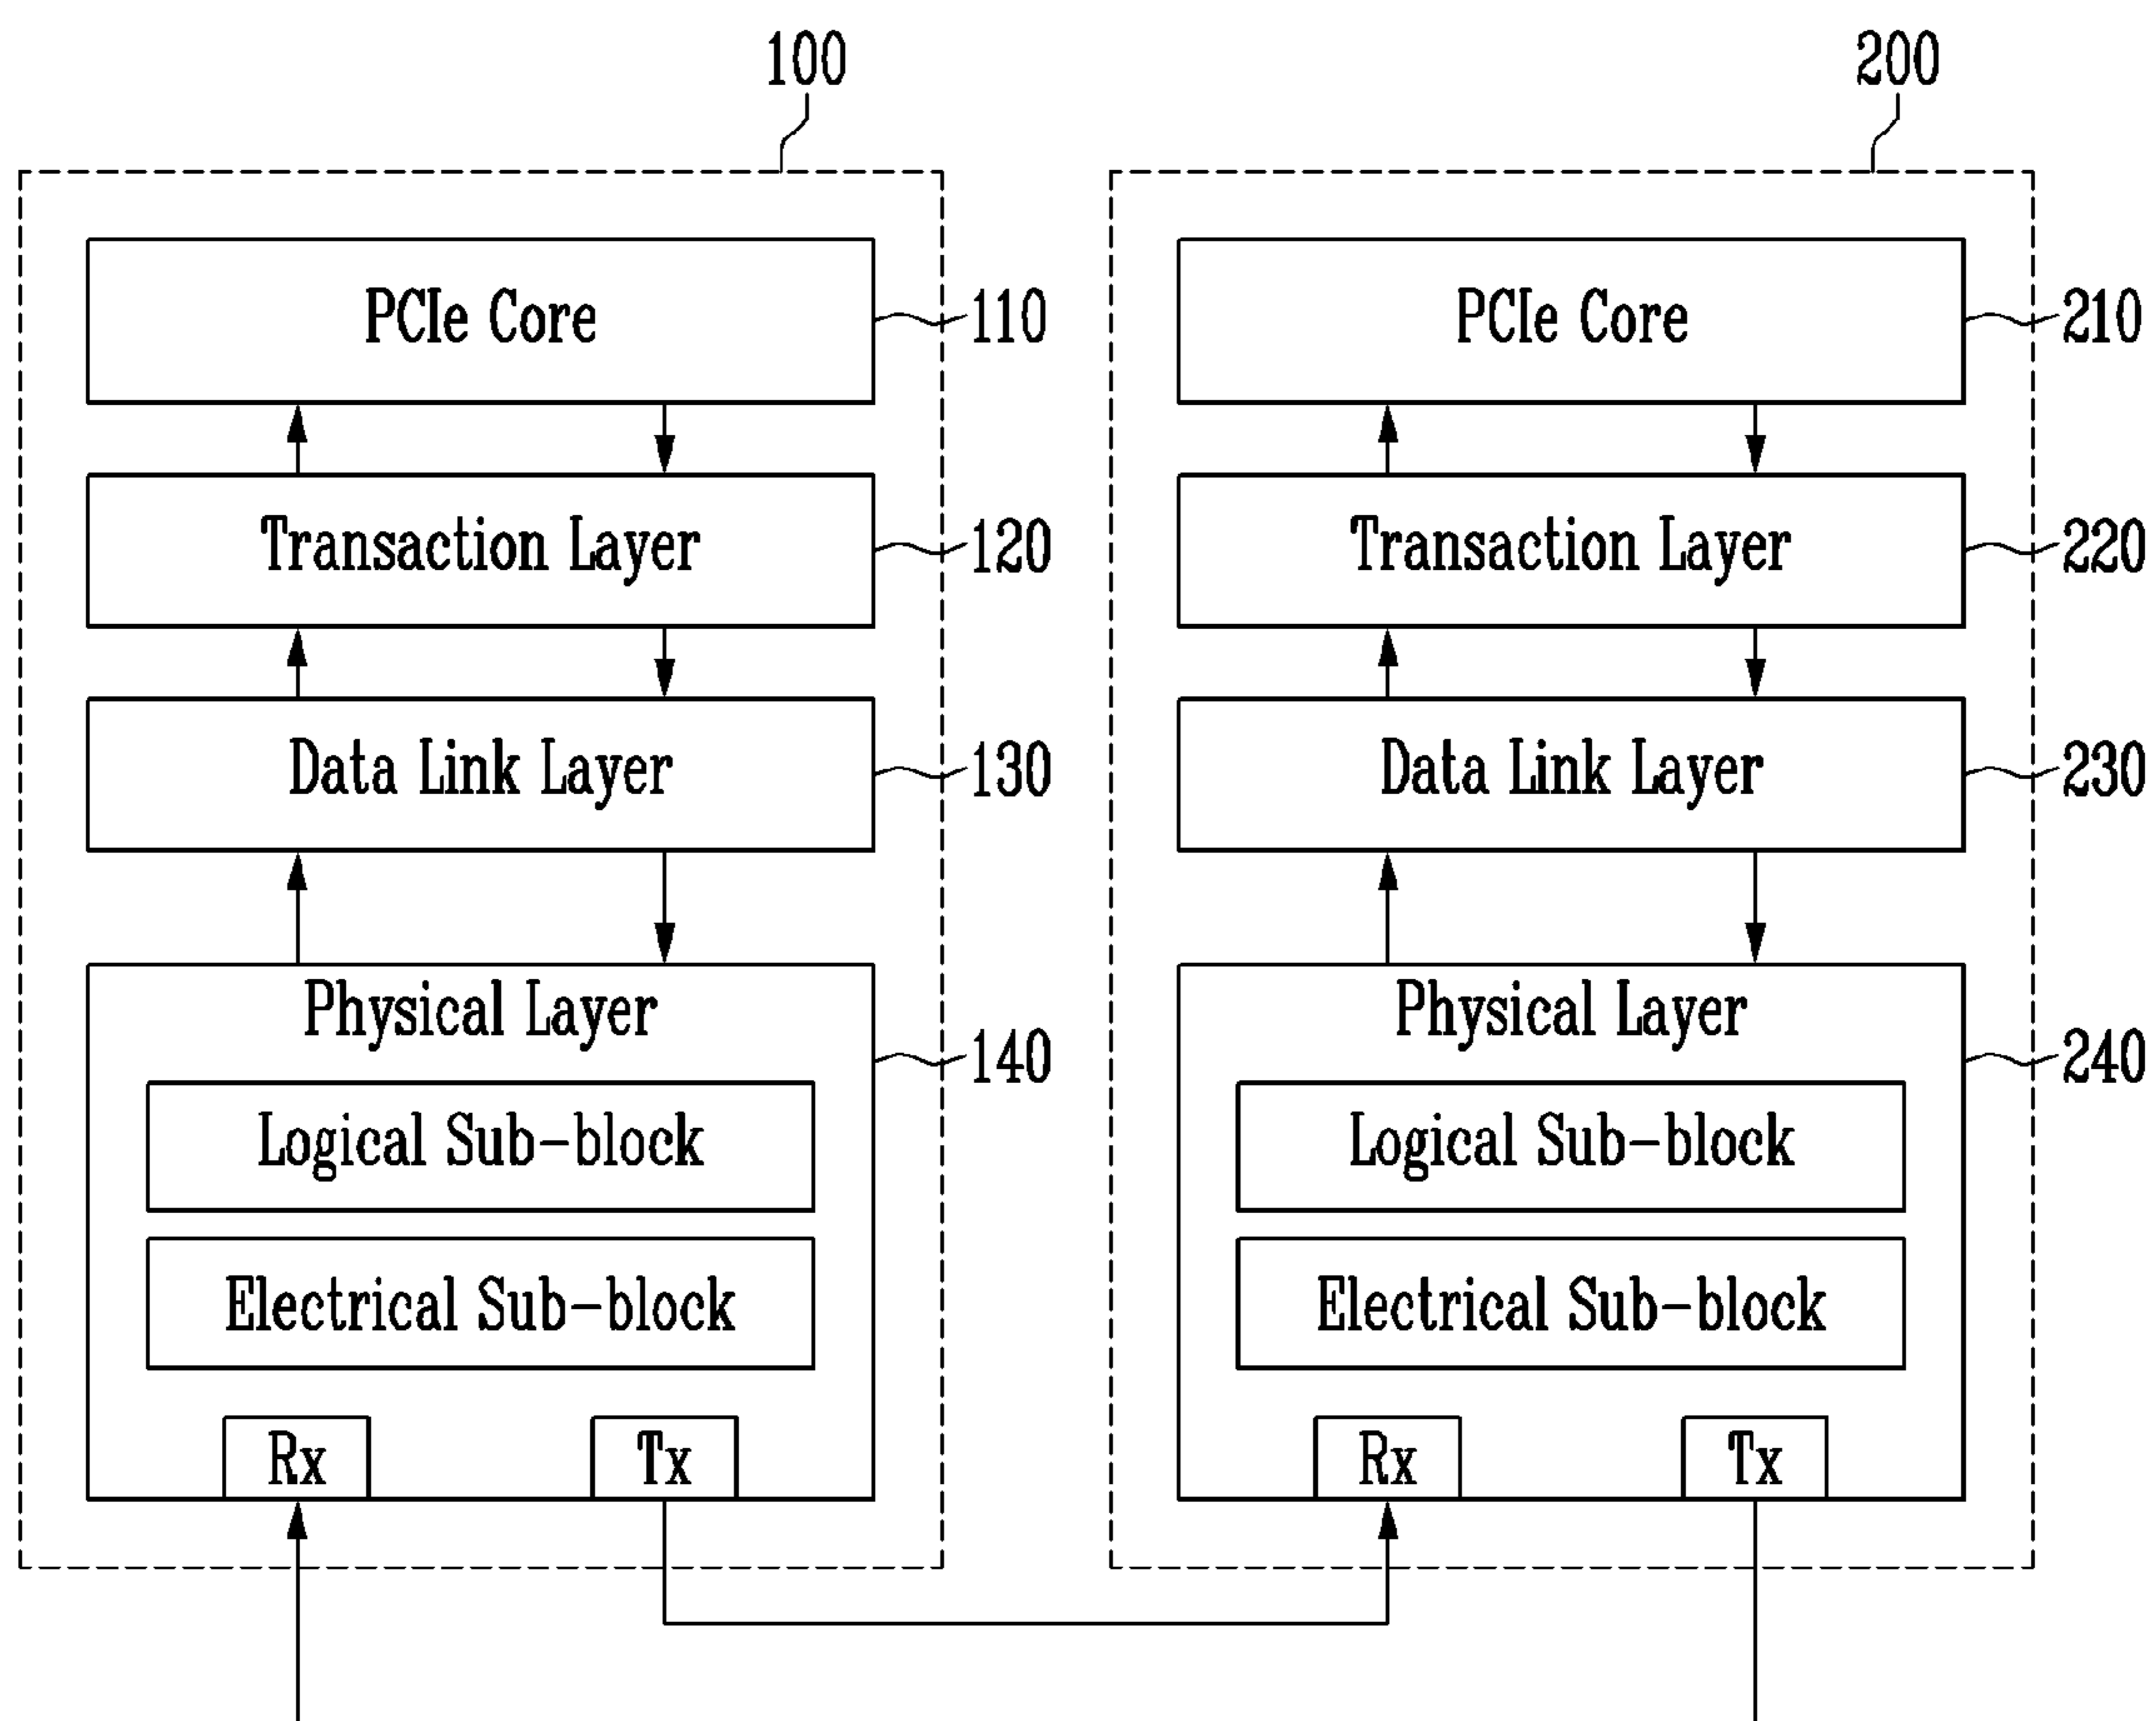 100
200
PCIe Core
110
PCIe Core
210
Transaction Layer
120
Transaction Layer
220
Data Link Layer
130
Data Link Layer
230
Physical Layer
140
Physical Layer
240
Logical Sub-block
Logical Sub-block
Electrical Sub-block
Electrical Sub-block
Rx
Tx
Rx
Tx